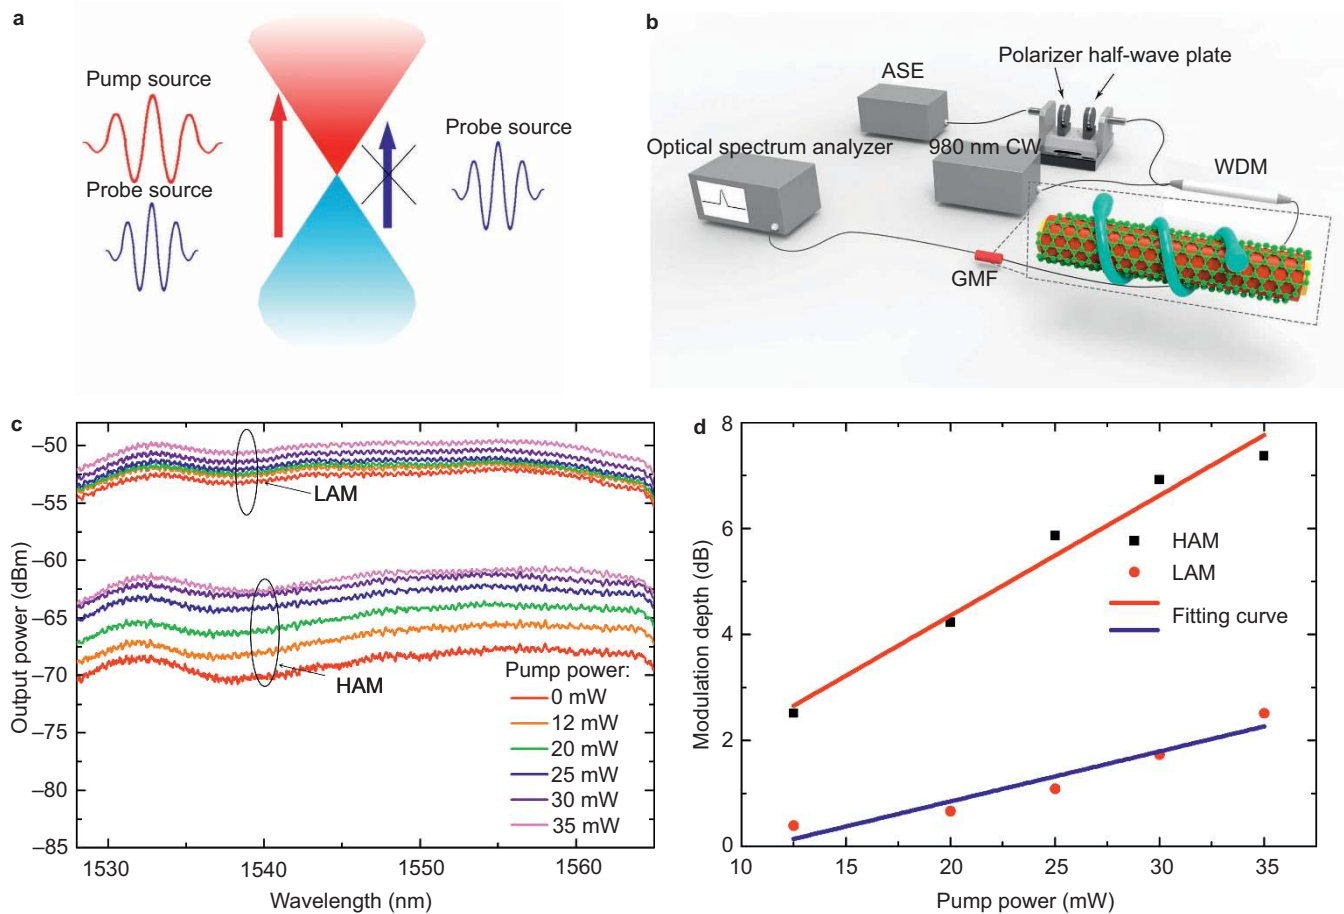 a
Pump source
Probe source
Probe source
b
ASE
Polarizer half-wave plate
Optical spectrum analyzer
980 nm CW
WDM
GMF
c
Output power (dBm)
–50
–55
–60
–65
–70
–75
–80
–85
LAM
HAM
Pump power:
0 mW
12 mW
20 mW
25 mW
30 mW
35 mW
1530 1540 1550 1560
Wavelength (nm)
d
Modulation depth (dB)
8
6
4
2
0
HAM
LAM
Fitting curve
10 15 20 25 30 35
Pump power (mW)